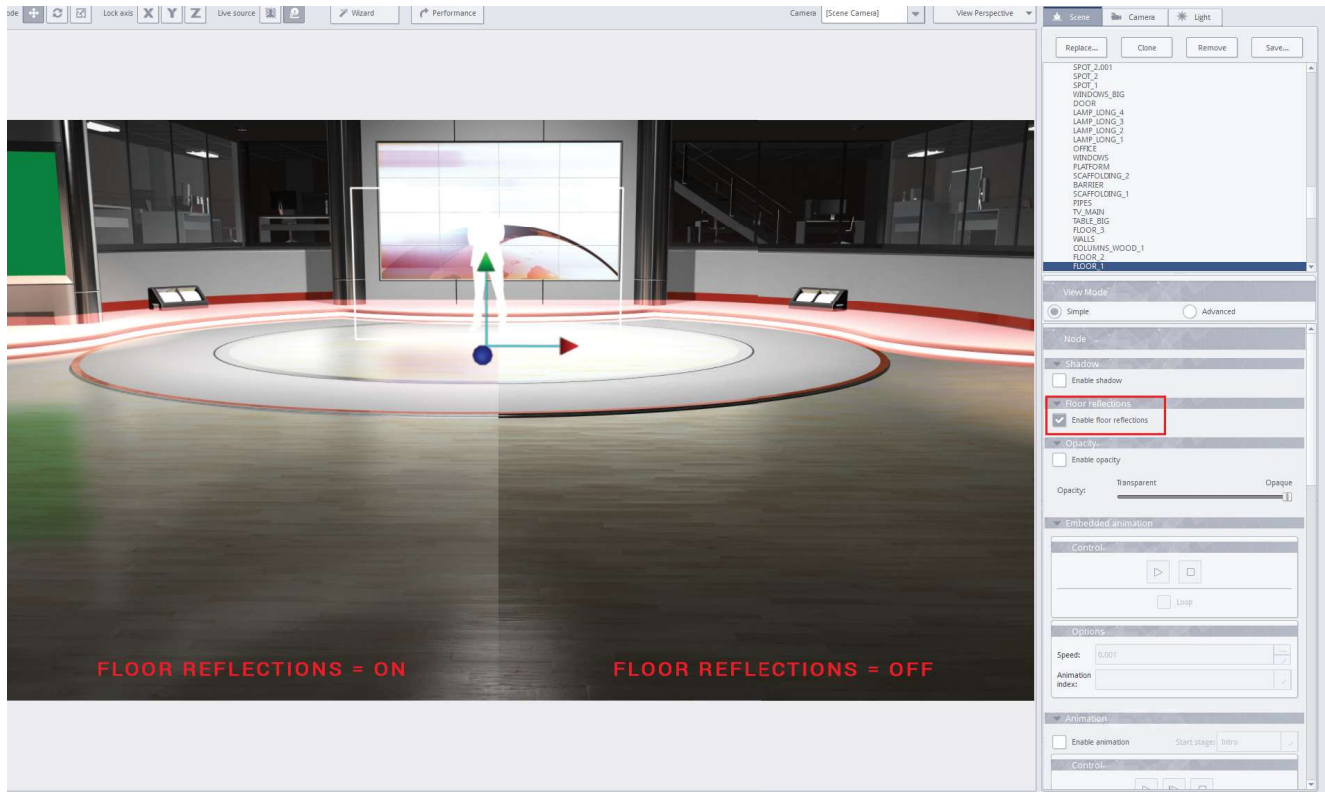 ode
Lock axis X Y Z
Live source
Wizard
Performance
Camera [Scene Camera]
View Perspective
Scene Camera Light
Replace... Clone Remove Save...
SPOT_2.001
SPOT_2
SPOT_1
WINDOWS_BIG
DOOR
LAMP_LONG_4
LAMP_LONG_3
LAMP_LONG_2
LAMP_LONG_1
OFFICE
WINDOWS
PLATFORM
SCAFFOLDING_2
BARRIER
SCAFFOLDING_1
PIPES
TV_MAIN
TABLE_BIG
FLOOR_3
WALLS
COLUMNS_WOOD_1
FLOOR_2
FLOOR_1
View Mode
Simple Advanced
Node
Shadow
Enable shadow
Floor reflections
Enable floor reflections
Opacity
Enable opacity
Transparent Opaque
Opacity:
Embedded animation
Control
Loop
Options
Speed: 0.001
Animation
index:
Animation
Enable animation Start stage: Intro
Control
FLOOR REFLECTIONS = ON
FLOOR REFLECTIONS = OFF